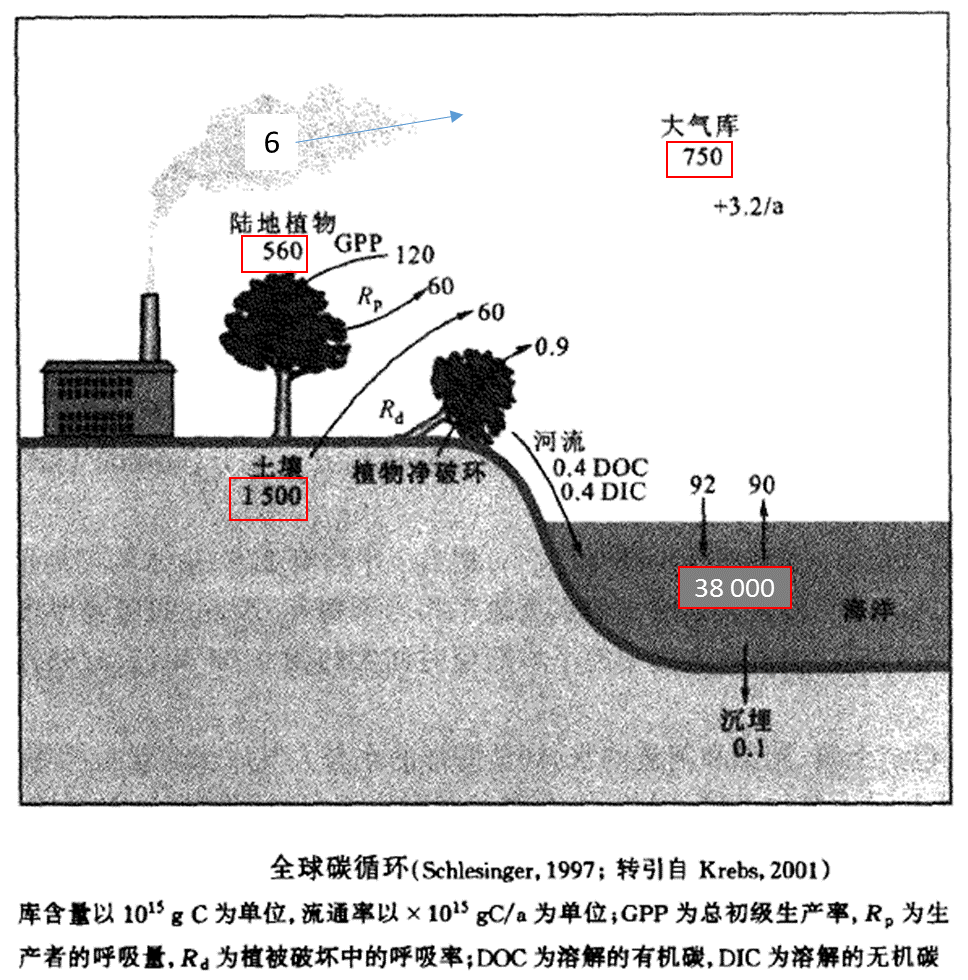 6
大气库
750
+3.2/a
陆地植物
560
GPP
120
Rp
60
60
0.9
Rd
河流
0.4 DOC
0.4 DIC
土壤
1 500
植物净破环
92
90
38 000
海洋
沉埋
0.1
全球碳循环(Schlesinger, 1997; 转引自 Krebs, 2001)
库含量以 10¹⁵ g C 为单位,流通率以 × 10¹⁵ gC/a 为单位;GPP 为总初级生产率, Rp 为生
产者的呼吸量, Rd 为植被破坏中的呼吸率;DOC 为溶解的有机碳, DIC 为溶解的无机碳